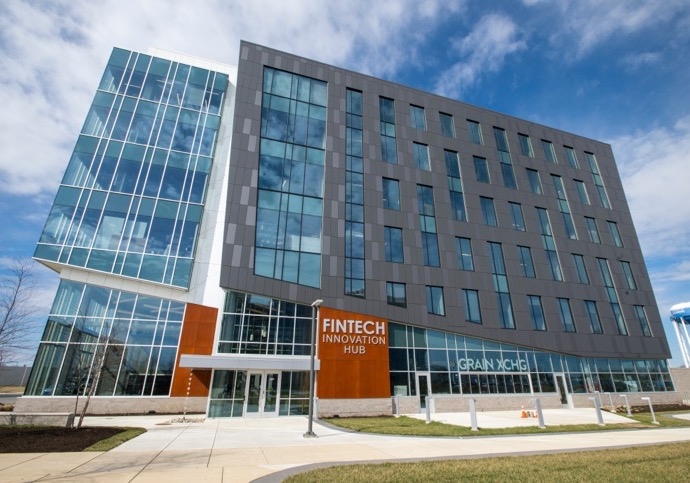 FINTECH
INNOVATION
HUB
GRAIN XCHG